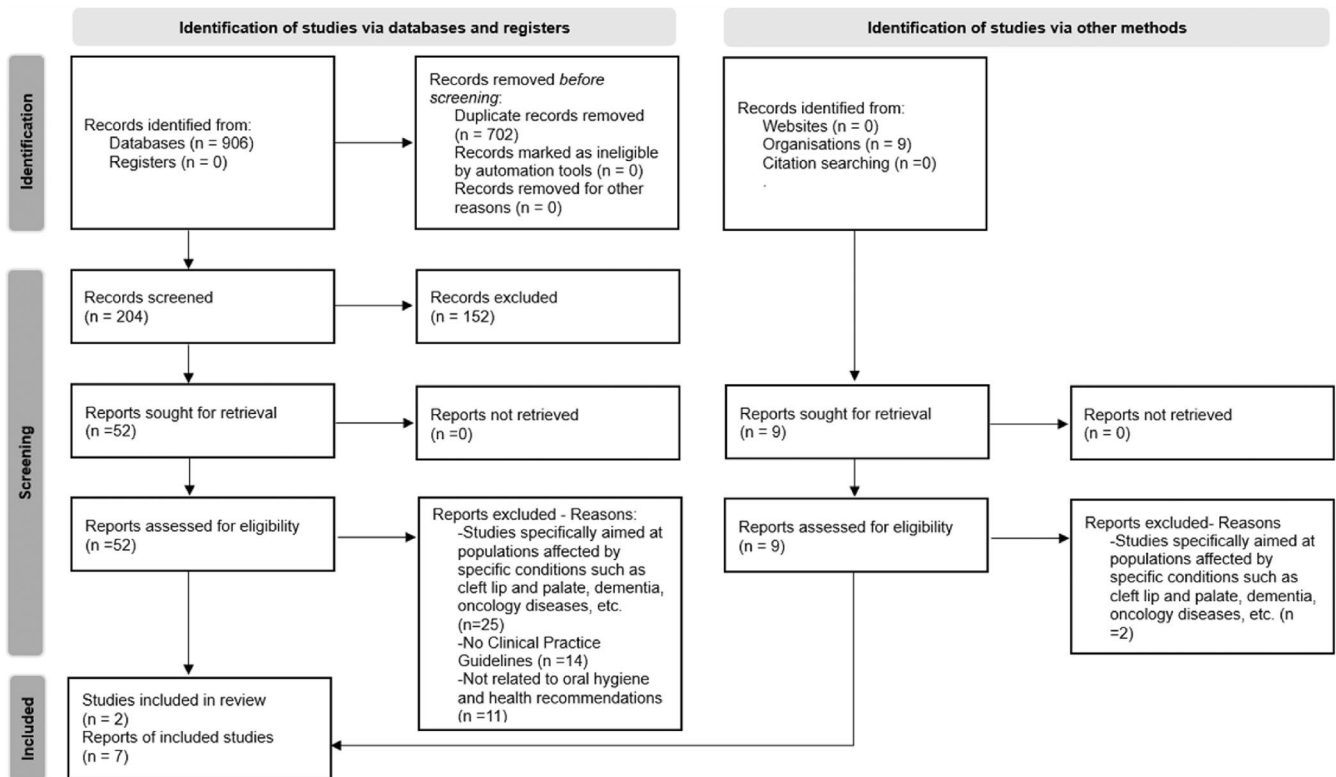 Identification of studies via databases and registers
Identification of studies via other methods
Identification
Records identified from:
Databases (n = 906)
Registers (n = 0)
Records removed before
screening:
Duplicate records removed
(n = 702)
Records marked as ineligible
by automation tools (n = 0)
Records removed for other
reasons (n = 0)
Records identified from:
Websites (n = 0)
Organisations (n = 9)
Citation searching (n =0)
.
Screening
Records screened
(n = 204)
Records excluded
(n = 152)
Reports sought for retrieval
(n =52)
Reports not retrieved
(n =0)
Reports sought for retrieval
(n = 9)
Reports not retrieved
(n = 0)
Reports assessed for eligibility
(n =52)
Reports excluded - Reasons:
-Studies specifically aimed at
populations affected by
specific conditions such as
cleft lip and palate, dementia,
oncology diseases, etc.
(n=25)
-No Clinical Practice
Guidelines (n =14)
-Not related to oral hygiene
and health recommendations
(n =11)
Reports assessed for eligibility
(n = 9)
Reports excluded- Reasons
-Studies specifically aimed at
populations affected by
specific conditions such as
cleft lip and palate, dementia,
oncology diseases, etc. (n
=2)
Included
Studies included in review
(n = 2)
Reports of included studies
(n = 7)